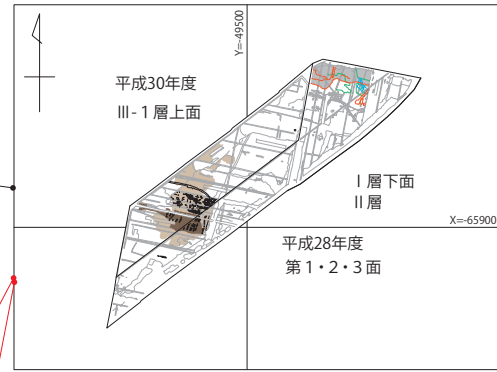 Y=-49500
平成30年度
III-1層上面
I層下面
II層
X=-65900
平成28年度
第1・2・3面